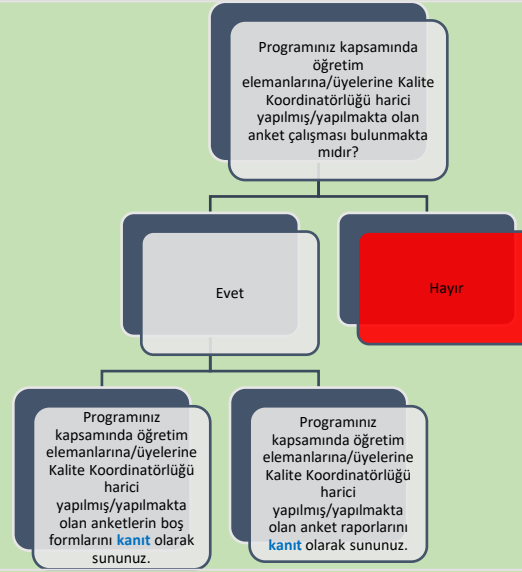 Programınız kapsamında
öğretim
elemanlarına/üyelerine Kalite
Koordinatörlüğü harici
yapılmış/yapılmakta olan
anket çalışması bulunmakta
mıdır?
Evet
Hayır
Programınız
kapsamında öğretim
elemanlarına/üyelerine
Kalite Koordinatörlüğü
harici
yapılmış/yapılmakta
olan anketlerin boş
formlarını kanıt olarak
sununuz.
Programınız
kapsamında öğretim
elemanlarına/üyelerine
Kalite Koordinatörlüğü
harici
yapılmış/yapılmakta
olan anket raporlarını
kanıt olarak sununuz.